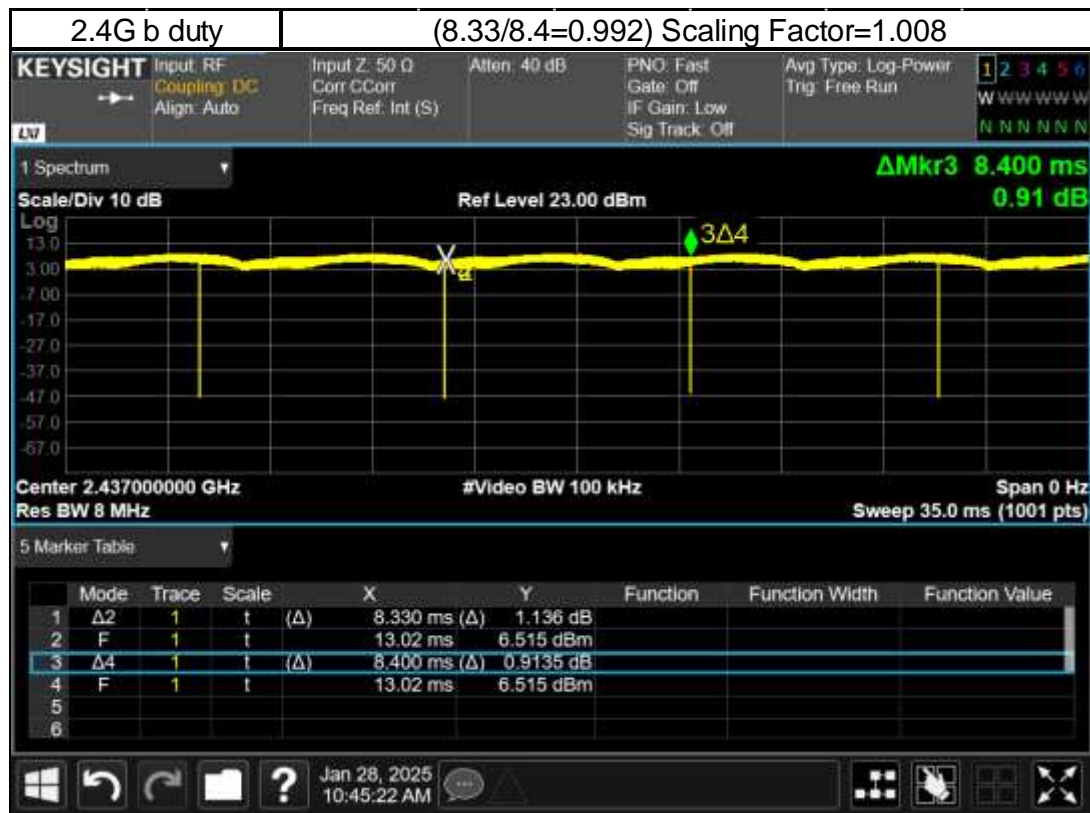 2.4G b duty (8.33/8.4=0.992) Scaling Factor=1.008
KEYSIGHT Input: RF Input Z: 50 Ω Atten: 40 dB PNO: Fast Avg Type: Log-Power 1 2 3 4 5 6
Coupling: DC Corr CCorr Gate: Off Trig: Free Run W W W W W W
Align: Auto Freq Ref: Int (S) IF Gain: Low
LXI Sig Track: Off N N N N N N
1 Spectrum ΔMkr3 8.400 ms
Scale/Div 10 dB Ref Level 23.00 dBm 0.91 dB
Log
13.0 3Δ4
3.00
-7.00
-17.0
-27.0
-37.0
-47.0
-57.0
-67.0
Center 2.437000000 GHz #Video BW 100 kHz Span 0 Hz
Res BW 8 MHz Sweep 35.0 ms (1001 pts)
5 Marker Table
Mode Trace Scale X Y Function Function Width Function Value
1 Δ2 1 t (Δ) 8.330 ms (Δ) 1.136 dB
2 F 1 t 13.02 ms 6.515 dBm
3 Δ4 1 t (Δ) 8.400 ms (Δ) 0.9135 dB
4 F 1 t 13.02 ms 6.515 dBm
5
6
? Jan 28, 2025
10:45:22 AM